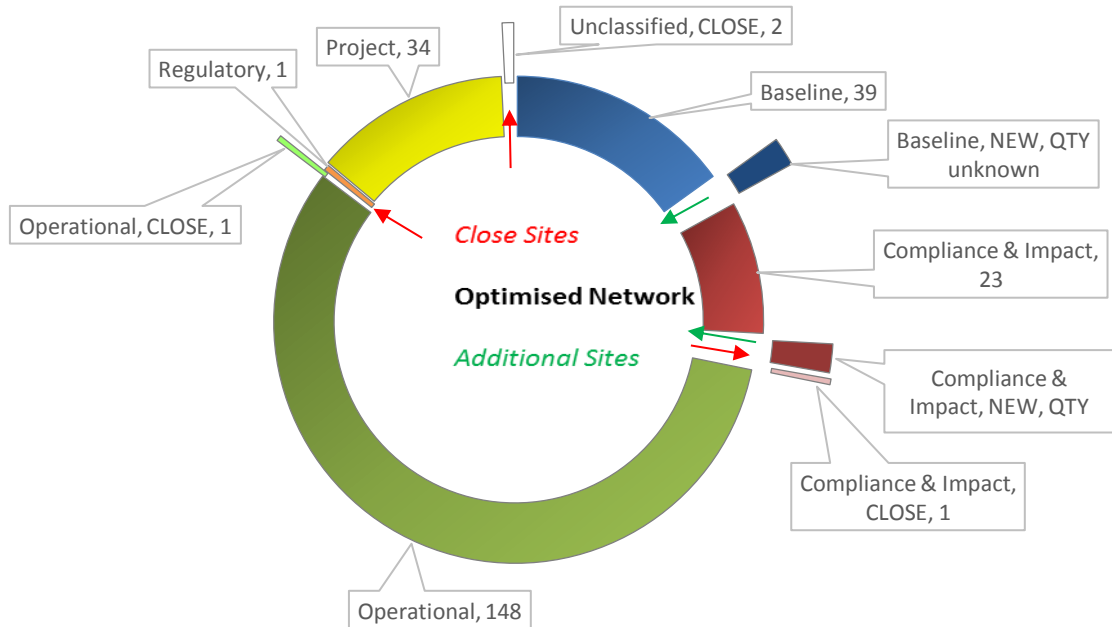 Unclassified, CLOSE, 2
Project, 34
Regulatory, 1
Baseline, 39
Baseline, NEW, QTY
unknown
Operational, CLOSE, 1
Close Sites
Compliance & Impact,
23
Optimised Network
Additional Sites
Compliance &
Impact, NEW, QTY
Compliance & Impact,
CLOSE, 1
Operational, 148